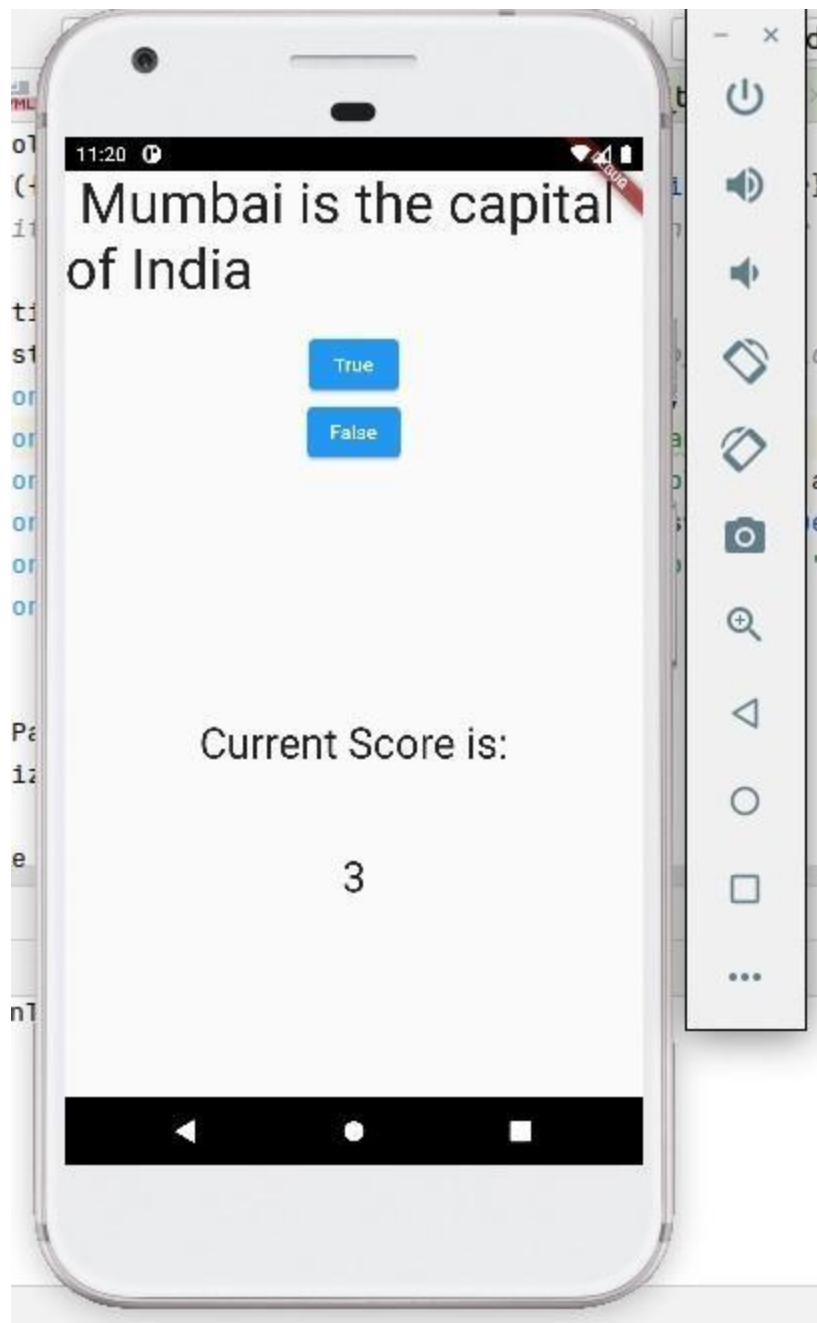 11:20
DEBUG
Mumbai is the capital
of India
True
False
Current Score is:
3